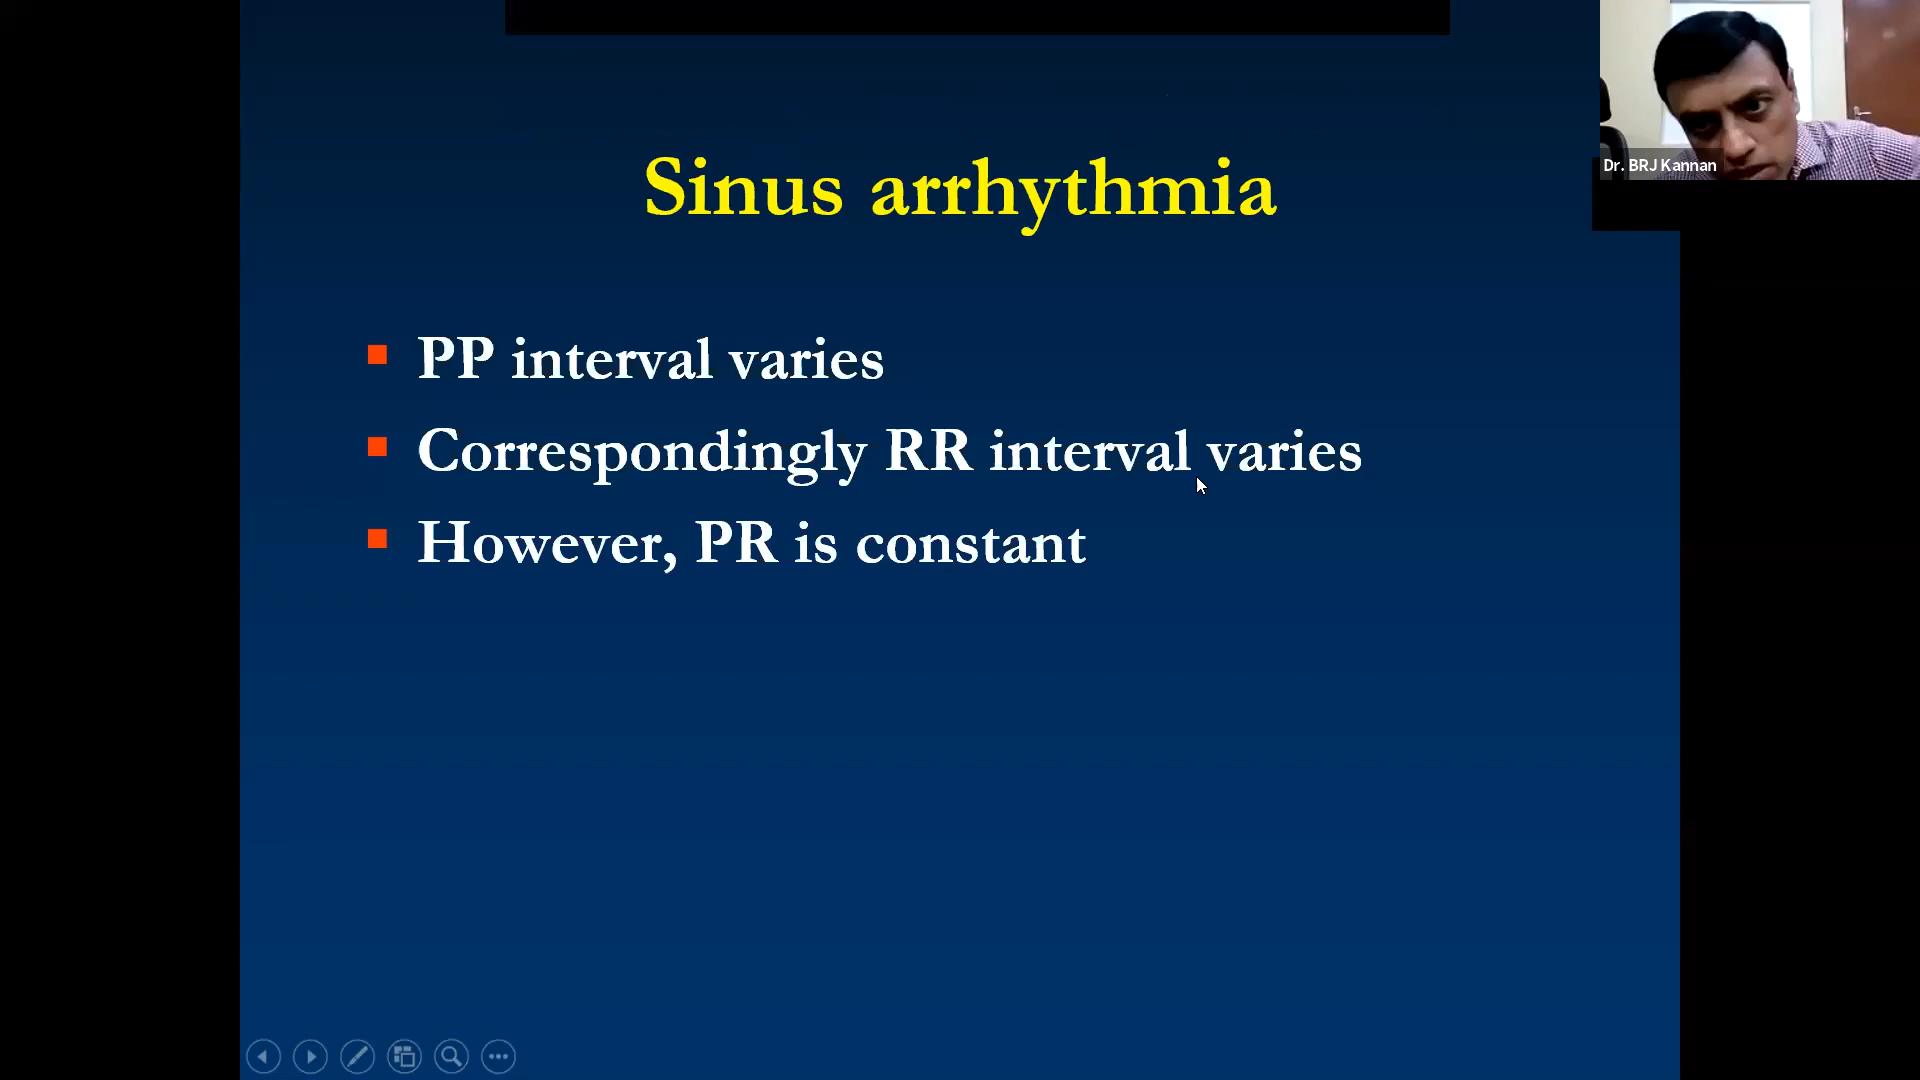 Sinus arrhythmia
PP interval varies
Correspondingly RR interval varies
However, PR is constant
Dr. BRJ Kannan